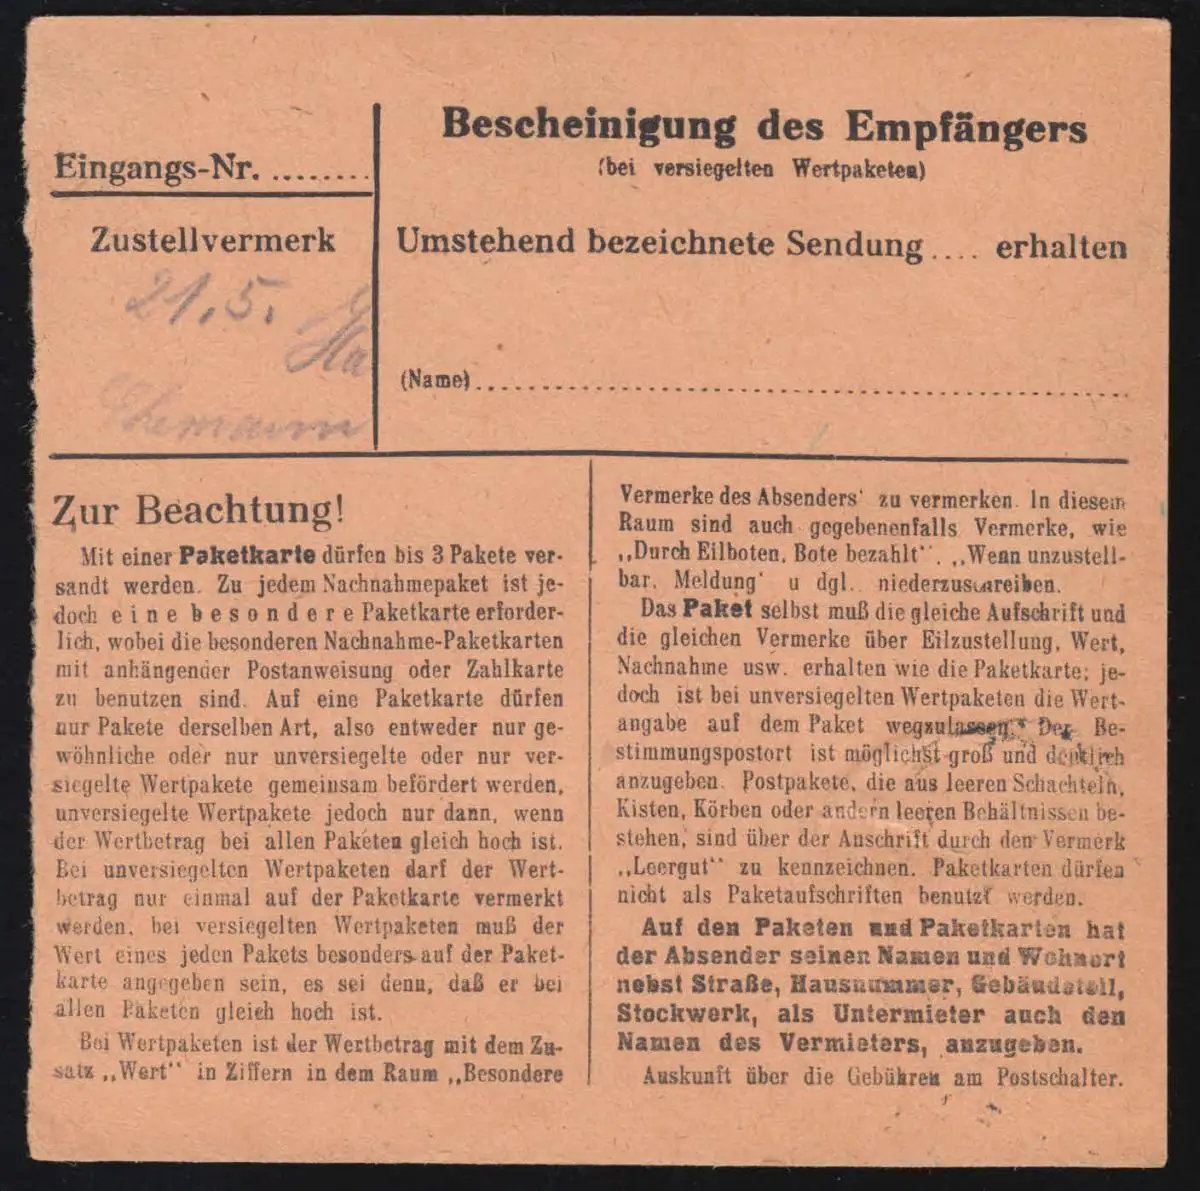 Eingangs-Nr. ........
Zustellvermerk
21.5.
Bescheinigung des Empfängers
(bei versiegelten Wertpaketen)
Umstehend bezeichnete Sendung .... erhalten
(Name) ................................................
Zur Beachtung!
Mit einer Paketkarte dürfen bis 3 Pakete ver-
sandt werden. Zu jedem Nachnahmepaket ist je-
doch eine besondere Paketkarte erforder-
lich, wobei die besonderen Nachnahme-Paketkarten
mit anhängender Postanweisung oder Zahlkarte
zu benutzen sind. Auf eine Paketkarte dürfen
nur Pakete derselben Art, also entweder nur ge-
wöhnliche oder nur unversiegelte oder nur ver-
siegelte Wertpakete gemeinsam befördert werden,
unversiegelte Wertpakete jedoch nur dann, wenn
der Wertbetrag bei allen Paketen gleich hoch ist.
Bei unversiegelten Wertpaketen darf der Wert-
betrag nur einmal auf der Paketkarte vermerkt
werden, bei versiegelten Wertpaketen muß der
Wert eines jeden Pakets besonders auf der Paket-
karte angegeben sein, es sei denn, daß er bei
allen Paketen gleich hoch ist.
Bei Wertpaketen ist der Wertbetrag mit dem Zu-
satz „Wert“ in Ziffern in dem Raum „Besondere
Vermerke des Absenders' zu vermerken. In diesem
Raum sind auch gegebenenfalls Vermerke, wie
„Durch Eilboten, Bote bezahlt“. „Wenn unzustell-
bar, Meldung' u dgl. niederzuschreiben.
Das Paket selbst muß die gleiche Aufschrift und
die gleichen Vermerke über Eilzustellung, Wert,
Nachnahme usw. erhalten wie die Paketkarte; je-
doch ist bei unversiegelten Wertpaketen die Wert-
angabe auf dem Paket wegzulassen. Der Be-
stimmungspostort ist möglichst groß und deutlich
anzugeben. Postpakete, die aus leeren Schachteln,
Kisten, Körben oder andern leeren Behältnissen be-
stehen, sind über der Anschrift durch den Vermerk
„Leergut“ zu kennzeichnen. Paketkarten dürfen
nicht als Paketaufschriften benutzt werden.
Auf den Paketen und Paketkarten hat
der Absender seinen Namen und Wohnort
nebst Straße, Hausnummer, Gebäudeteil,
Stockwerk, als Untermieter auch den
Namen des Vermieters, anzugeben.
Auskunft über die Gebühren am Postschalter.